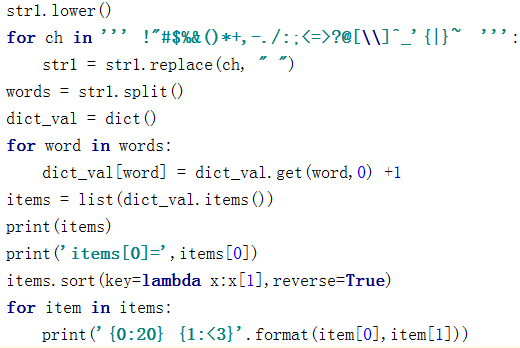 str1.lower()
for ch in ''' !"#$%&()*+,-./:;<=>?@[\\]^_'{|}~  ''':
    str1 = str1.replace(ch, " ")
words = str1.split()
dict_val = dict()
for word in words:
    dict_val[word] = dict_val.get(word,0) +1
items = list(dict_val.items())
print(items)
print('items[0]=',items[0])
items.sort(key=lambda x:x[1],reverse=True)
for item in items:
    print('{0:20} {1:<3}'.format(item[0],item[1]))